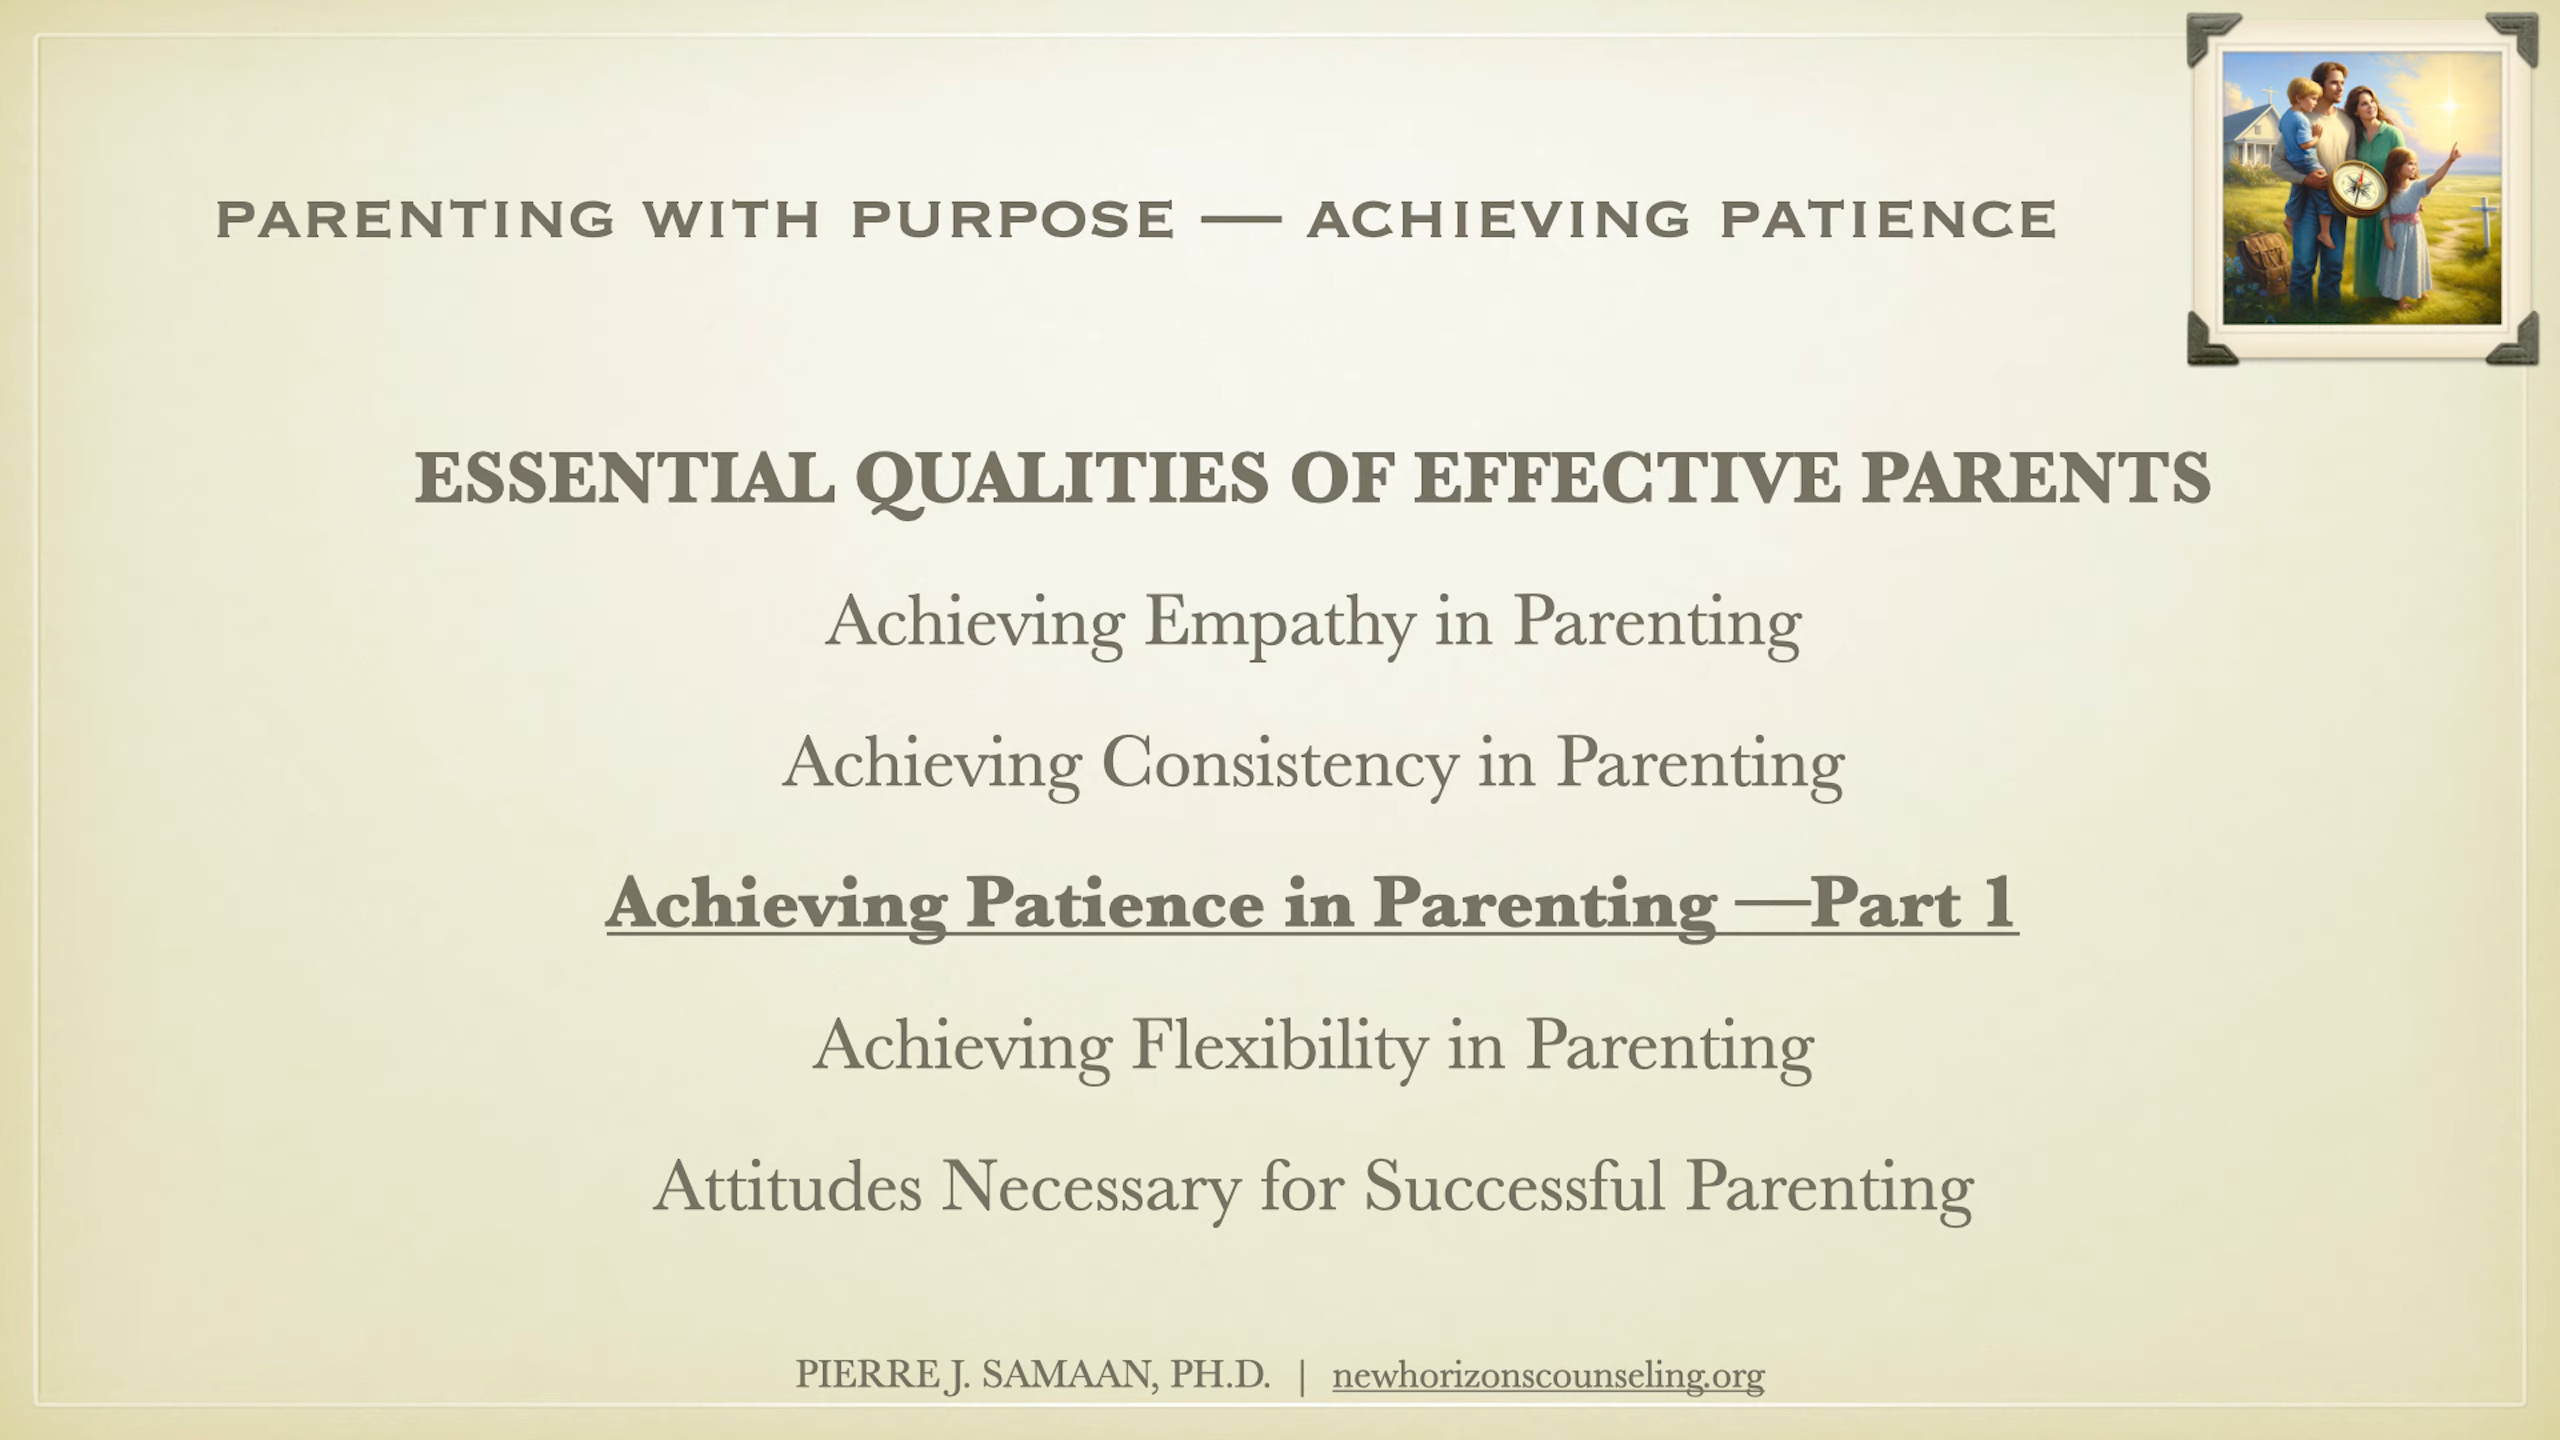 PARENTING WITH PURPOSE — ACHIEVING PATIENCE
ESSENTIAL QUALITIES OF EFFECTIVE PARENTS
Achieving Empathy in Parenting
Achieving Consistency in Parenting
Achieving Patience in Parenting —Part 1
Achieving Flexibility in Parenting
Attitudes Necessary for Successful Parenting
PIERRE J. SAMAAN, PH.D. | newhorizonscounseling.org